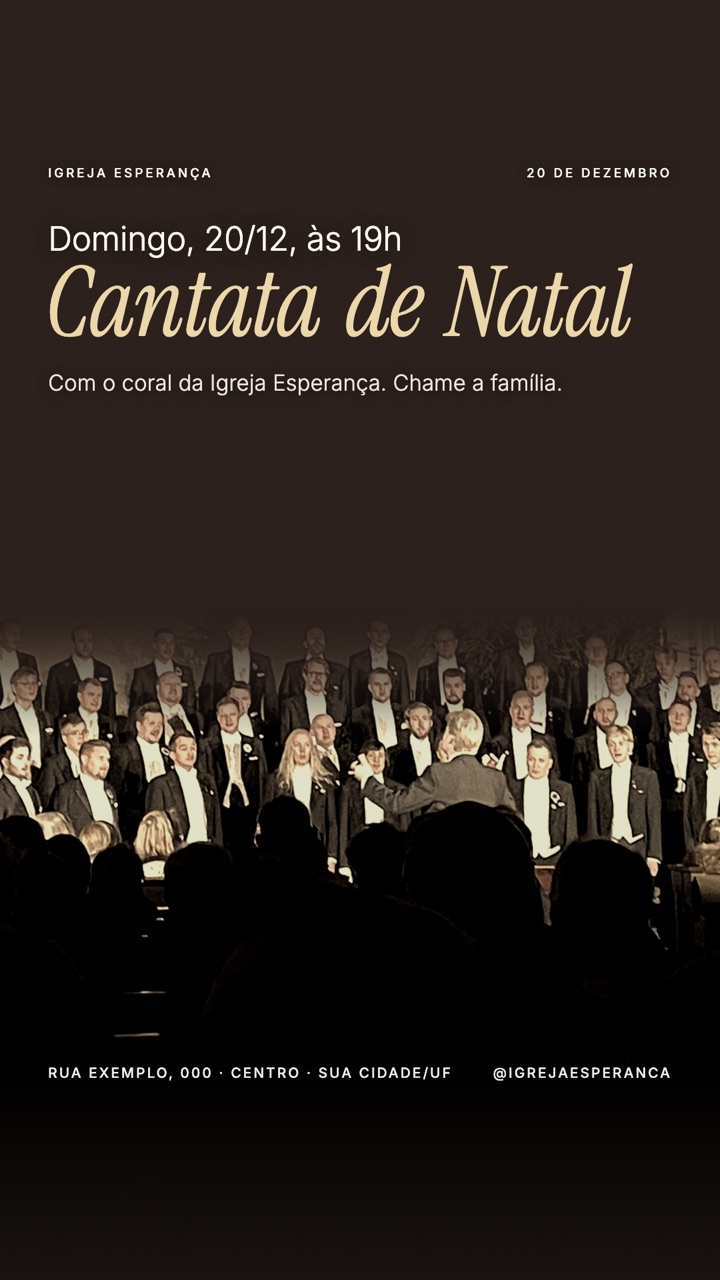 IGREJA ESPERANÇA
20 DE DEZEMBRO
Domingo, 20/12, às 19h
Cantata de Natal
Com o coral da Igreja Esperança. Chame a família.
RUA EXEMPLO, 000 · CENTRO · SUA CIDADE/UF
@IGREJAESPERANCA